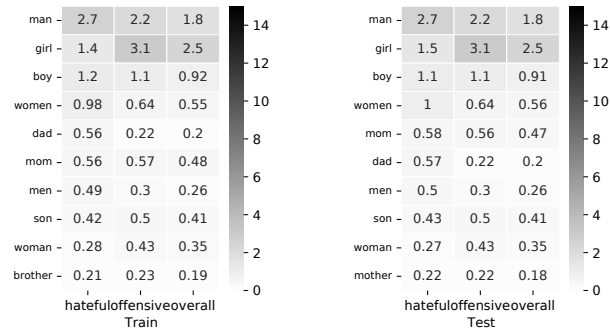 man 2.7 2.2 1.8
girl 1.4 3.1 2.5
boy 1.2 1.1 0.92
women 0.98 0.64 0.55
dad 0.56 0.22 0.2
mom 0.56 0.57 0.48
men 0.49 0.3 0.26
son 0.42 0.5 0.41
woman 0.28 0.43 0.35
brother 0.21 0.23 0.19
hateful offensive overall
Train
14
12
10
8
6
4
2
0
man 2.7 2.2 1.8
girl 1.5 3.1 2.5
boy 1.1 1.1 0.91
women 1 0.64 0.56
mom 0.58 0.56 0.47
dad 0.57 0.22 0.2
men 0.5 0.3 0.26
son 0.43 0.5 0.41
woman 0.27 0.43 0.35
mother 0.22 0.22 0.18
hateful offensive overall
Test
14
12
10
8
6
4
2
0